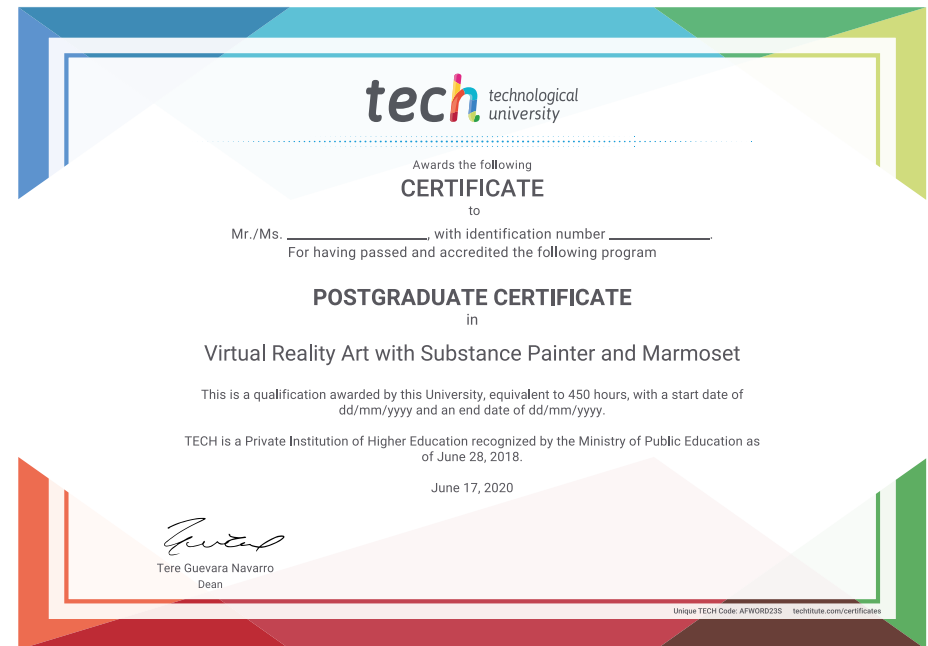 tech technological
university
Awards the following
CERTIFICATE
to
Mr./Ms. ____________________, with identification number ______________.
For having passed and accredited the following program
POSTGRADUATE CERTIFICATE
in
Virtual Reality Art with Substance Painter and Marmoset
This is a qualification awarded by this University, equivalent to 450 hours, with a start date of
dd/mm/yyyy and an end date of dd/mm/yyyy.
TECH is a Private Institution of Higher Education recognized by the Ministry of Public Education as
of June 28, 2018.
June 17, 2020
Tere Guevara Navarro
Dean
Unique TECH Code: AFWORD23S techtitute.com/certificates